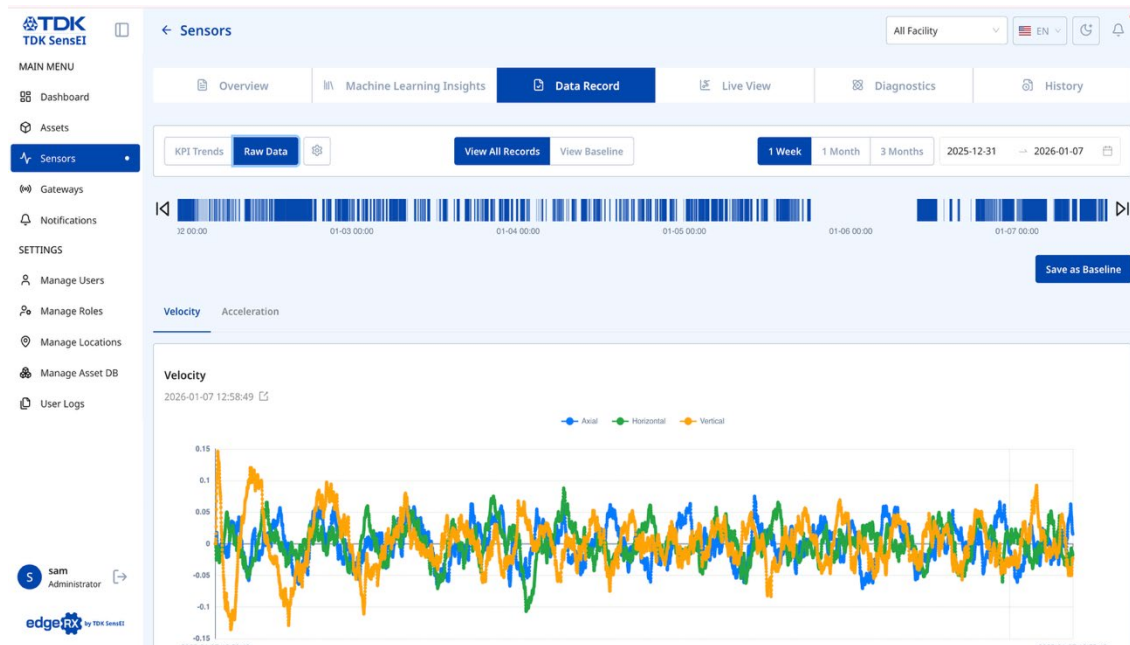 TDK
TDK SensEI
MAIN MENU
Dashboard
Assets
Sensors
Gateways
Notifications
SETTINGS
Manage Users
Manage Roles
Manage Locations
Manage Asset DB
User Logs
S
sam
Administrator
edgeRX by TDK SensEI
Sensors
All Facility
EN
Overview
Machine Learning Insights
Data Record
Live View
Diagnostics
History
KPI Trends
Raw Data
View All Records
View Baseline
1 Week
1 Month
3 Months
2025-12-31 → 2026-01-07
02 00:00
01-03 00:00
01-04 00:00
01-05 00:00
01-06 00:00
01-07 00:00
Save as Baseline
Velocity
Acceleration
Velocity
2026-01-07 12:58:49
Axial
Horizontal
Vertical
0.15
0.1
0.05
0
-0.05
-0.1
-0.15